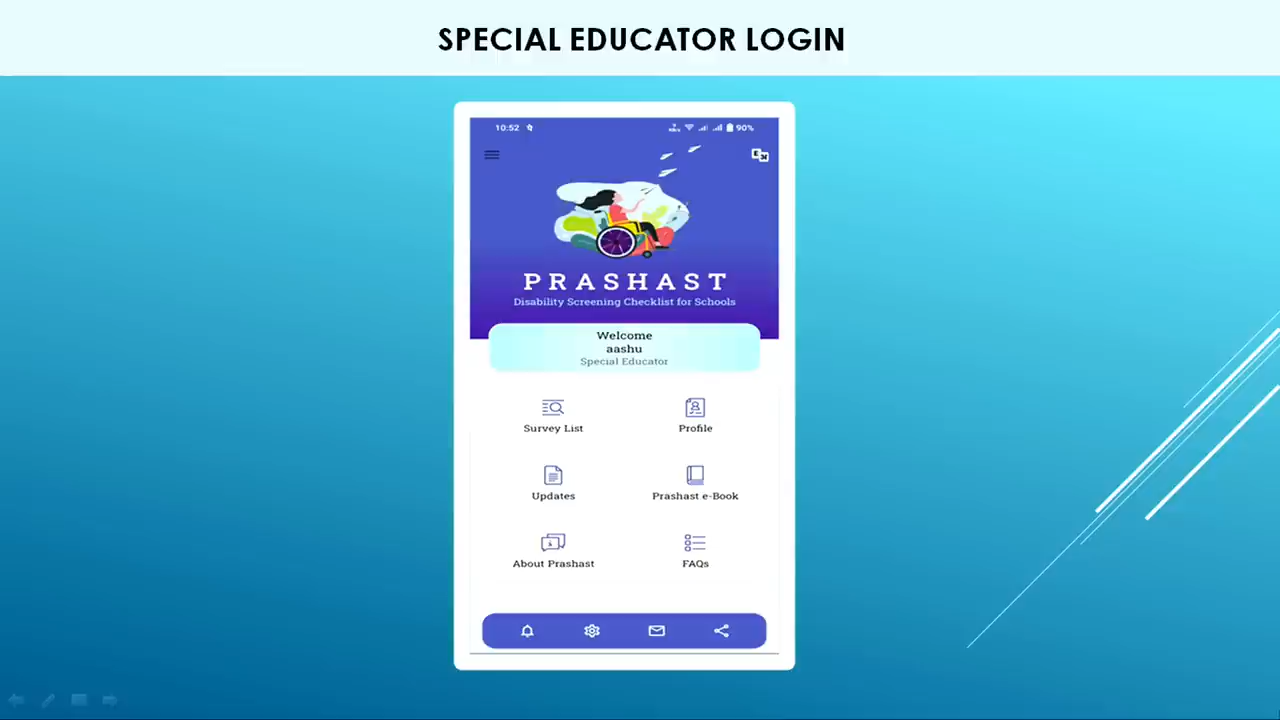 SPECIAL EDUCATOR LOGIN
10:52
90%
PRASHAST
Disability Screening Checklist for Schools
Welcome
aashu
Special Educator
Survey List
Profile
Updates
Prashast e-Book
About Prashast
FAQs